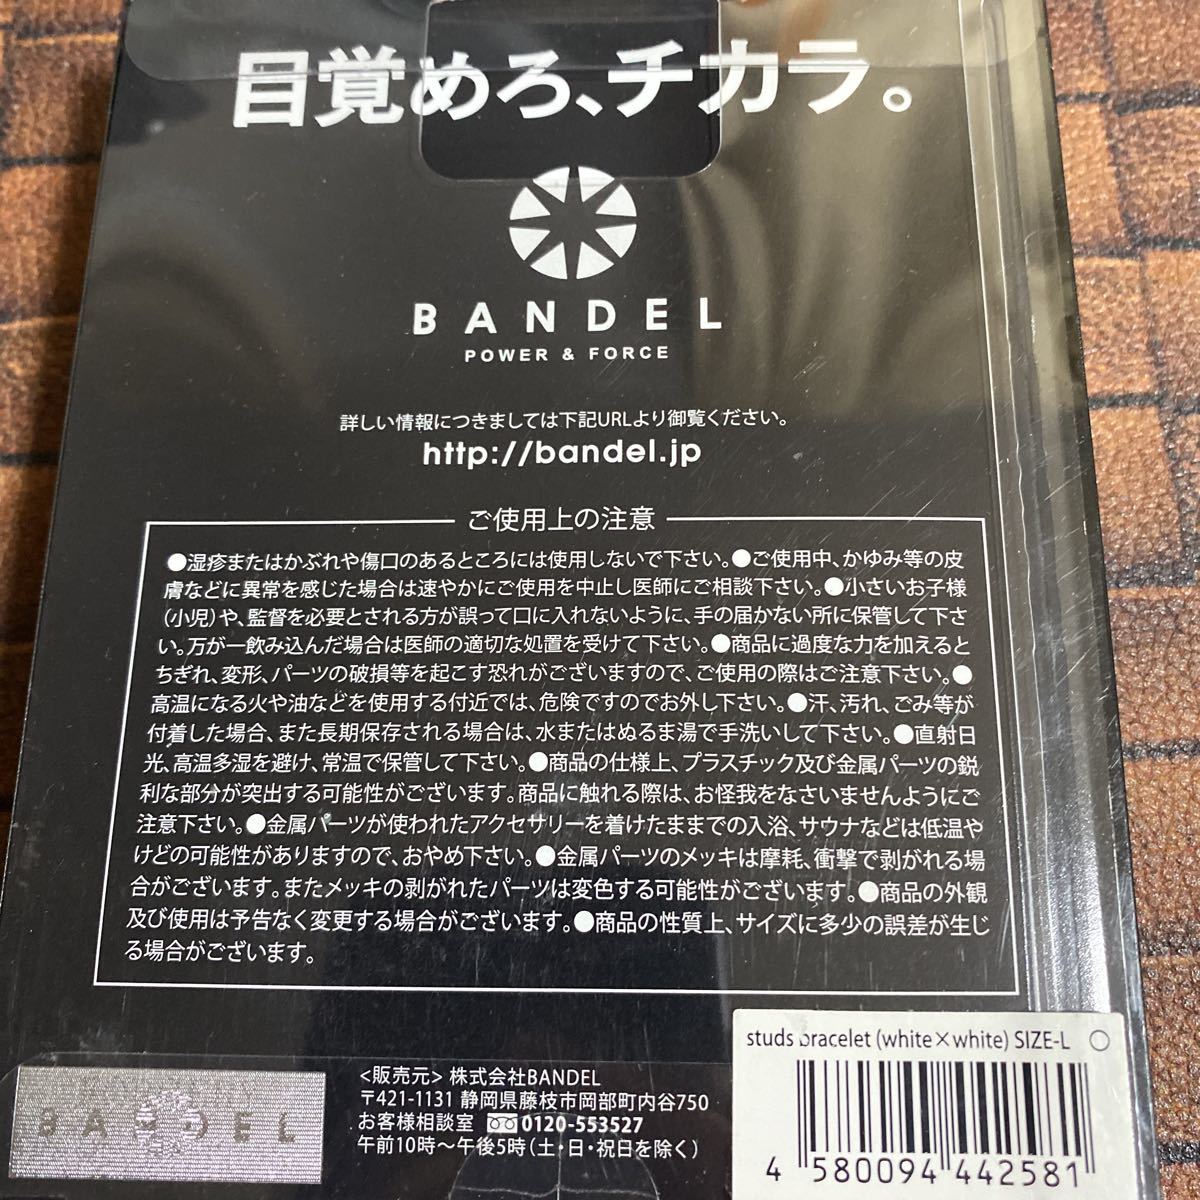 目覚めろ、チカラ。
BANDEL
POWER & FORCE
詳しい情報につきましては下記URLより御覧ください。
http://bandel.jp
ご使用上の注意
●湿疹またはかぶれや傷口のあるところには使用しないで下さい。●ご使用中、かゆみ等の皮
膚などに異常を感じた場合は速やかにご使用を中止し医師にご相談下さい。●小さいお子様
（小児）や、監督を必要とされる方が誤って口に入れないように、手の届かない所に保管して下さ
い。万が一飲み込んだ場合は医師の適切な処置を受けて下さい。●商品に過度な力を加えると
ちぎれ、変形、パーツの破損等を起こす恐れがございますので、ご使用の際はご注意下さい。●
高温になる火や油などを使用する付近では、危険ですのでお外し下さい。●汗、汚れ、ごみ等が
付着した場合、また長期保存される場合は、水またはぬるま湯で手洗いして下さい。●直射日
光、高温多湿を避け、常温で保管して下さい。●商品の仕様上、プラスチック及び金属パーツの鋭
利な部分が突出する可能性がございます。商品に触れる際は、お怪我をなさいませんようにご
注意下さい。●金属パーツが使われたアクセサリーを着けたままでの入浴、サウナなどは低温や
けどの可能性がありますので、おやめ下さい。●金属パーツのメッキは摩耗、衝撃で剥がれる場
合がございます。またメッキの剥がれたパーツは変色する可能性がございます。●商品の外観
及び使用は予告なく変更する場合がございます。●商品の性質上、サイズに多少の誤差が生じ
る場合がございます。
BANDEL
<販売元> 株式会社BANDEL
〒421-1131 静岡県藤枝市岡部町内谷750
お客様相談室 0120-553527
午前10時〜午後5時（土・日・祝日を除く）
studs bracelet (white×white) SIZE-L ○
4 580094 442581